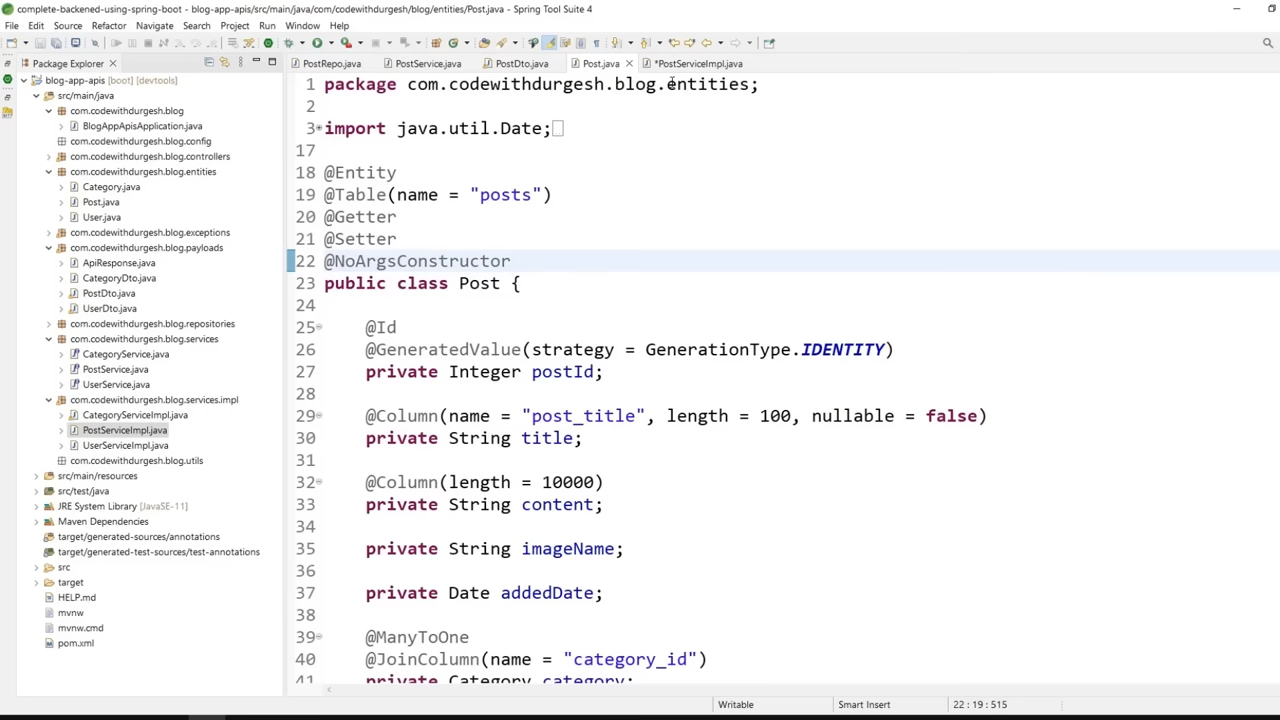 complete-backened-using-spring-boot - blog-app-apis/src/main/java/com/codewithdurgesh/blog/entities/Post.java - Spring Tool Suite 4
File Edit Source Refactor Navigate Search Project Run Window Help
Package Explorer
PostRepo.java PostService.java PostDto.java Post.java *PostServiceImpl.java
blog-app-apis [boot] [devtools]
src/main/java
com.codewithdurgesh.blog
BlogAppApisApplication.java
com.codewithdurgesh.blog.config
com.codewithdurgesh.blog.controllers
com.codewithdurgesh.blog.entities
Category.java
Post.java
User.java
com.codewithdurgesh.blog.exceptions
com.codewithdurgesh.blog.payloads
ApiResponse.java
CategoryDto.java
PostDto.java
UserDto.java
com.codewithdurgesh.blog.repositories
com.codewithdurgesh.blog.services
CategoryService.java
PostService.java
UserService.java
com.codewithdurgesh.blog.services.impl
CategoryServiceImpl.java
PostServiceImpl.java
UserServiceImpl.java
com.codewithdurgesh.blog.utils
src/main/resources
src/test/java
JRE System Library [JavaSE-11]
Maven Dependencies
target/generated-sources/annotations
target/generated-test-sources/test-annotations
src
target
HELP.md
mvnw
mvnw.cmd
pom.xml
1 package com.codewithdurgesh.blog.entities;
2
3 import java.util.Date;
17
18 @Entity
19 @Table(name = "posts")
20 @Getter
21 @Setter
22 @NoArgsConstructor
23 public class Post {
24
25 @Id
26 @GeneratedValue(strategy = GenerationType.IDENTITY)
27 private Integer postId;
28
29 @Column(name = "post_title", length = 100, nullable = false)
30 private String title;
31
32 @Column(length = 10000)
33 private String content;
34
35 private String imageName;
36
37 private Date addedDate;
38
39 @ManyToOne
40 @JoinColumn(name = "category_id")
41 private Category category;
Writable Smart Insert 22 : 19 : 515